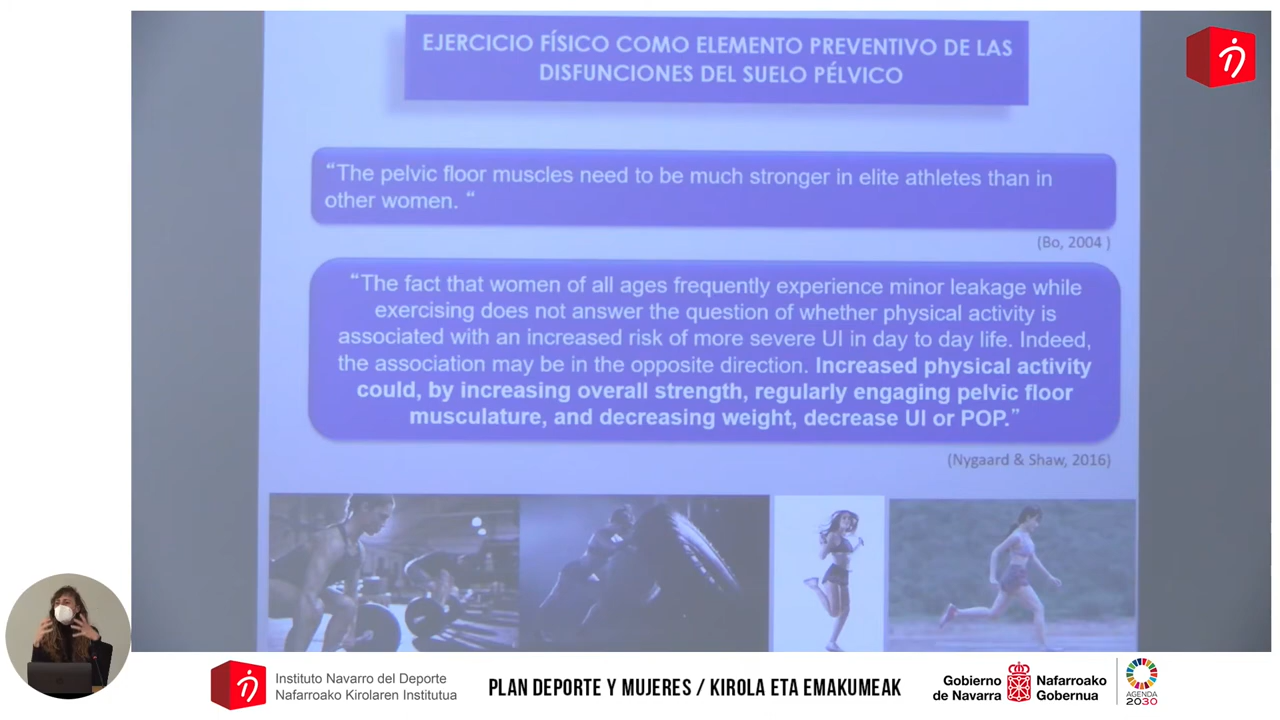 EJERCICIO FÍSICO COMO ELEMENTO PREVENTIVO DE LAS
DISFUNCIONES DEL SUELO PÉLVICO
“The pelvic floor muscles need to be much stronger in elite athletes than in
other women. “
(Bo, 2004 )
“The fact that women of all ages frequently experience minor leakage while
exercising does not answer the question of whether physical activity is
associated with an increased risk of more severe UI in day to day life. Indeed,
the association may be in the opposite direction. Increased physical activity
could, by increasing overall strength, regularly engaging pelvic floor
musculature, and decreasing weight, decrease UI or POP.”
(Nygaard & Shaw, 2016)
Instituto Navarro del Deporte
Nafarroako Kirolaren Institutua
PLAN DEPORTE Y MUJERES / KIROLA ETA EMAKUMEAK
Gobierno
de Navarra
Nafarroako
Gobernua
AGENDA
2030